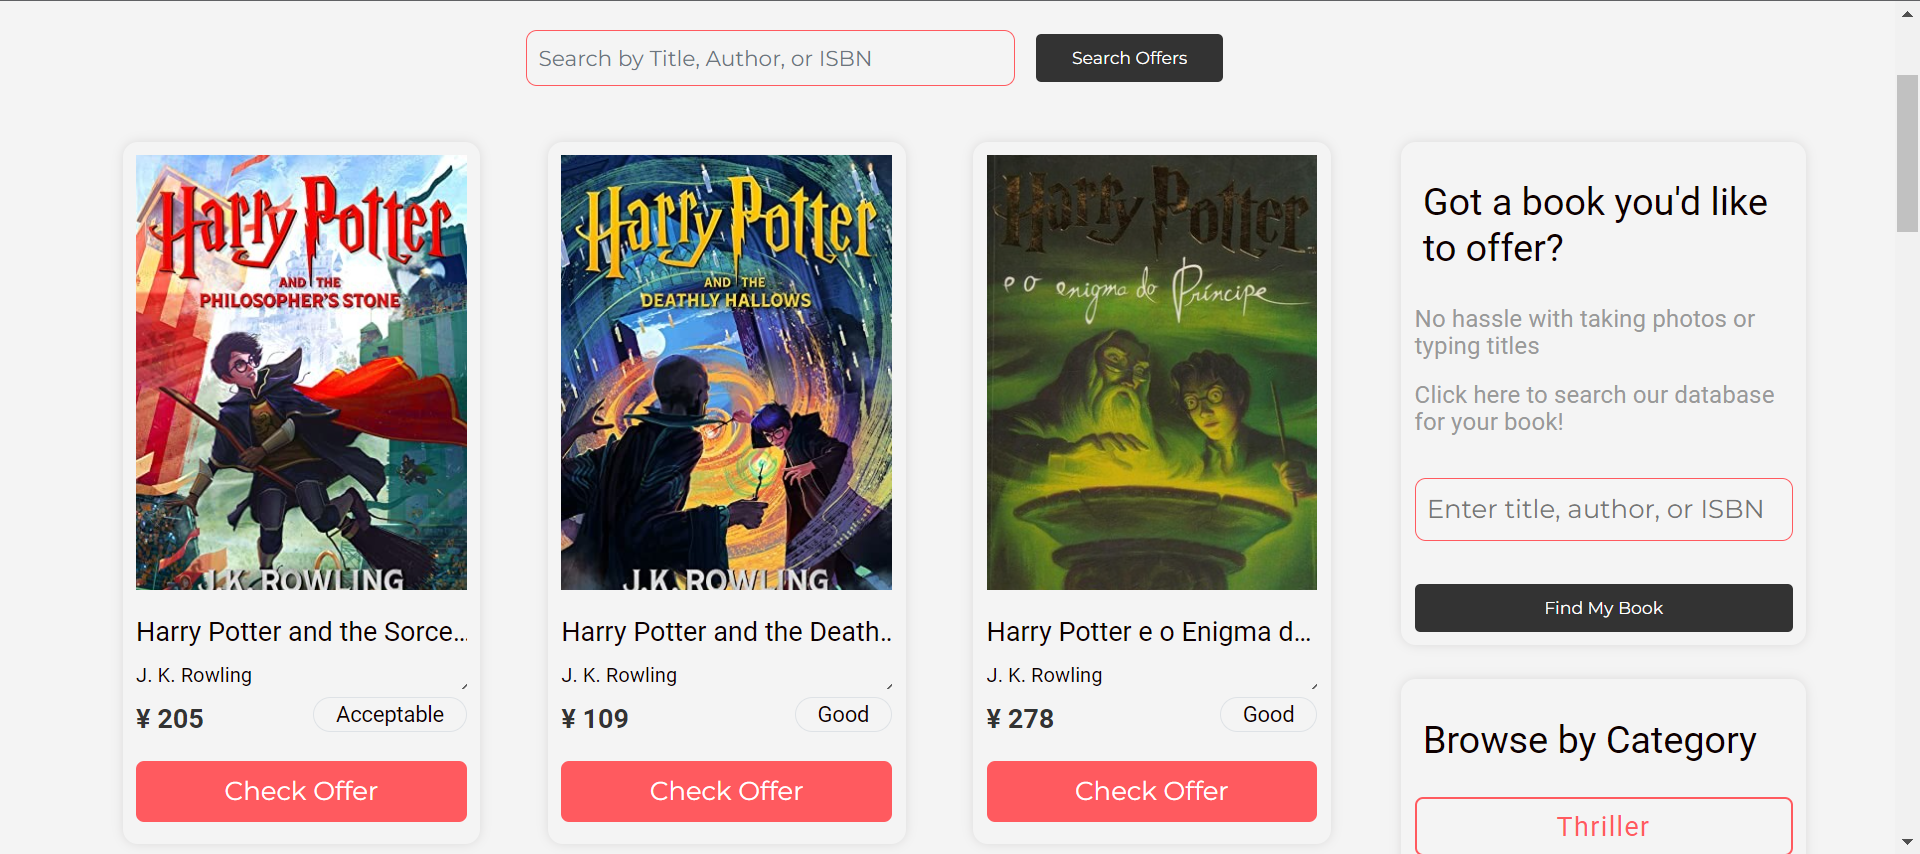 Search by Title, Author, or ISBN
Search Offers
Harry Potter
AND THE
PHILOSOPHER'S STONE
J.K. ROWLING
Harry Potter and the Sorce...
J. K. Rowling
¥ 205
Acceptable
Check Offer
Harry Potter
AND THE
DEATHLY HALLOWS
J.K. ROWLING
Harry Potter and the Death...
J. K. Rowling
¥ 109
Good
Check Offer
Harry Potter
e o enigma do Príncipe
Harry Potter e o Enigma d...
J. K. Rowling
¥ 278
Good
Check Offer
Got a book you'd like
to offer?
No hassle with taking photos or
typing titles
Click here to search our database
for your book!
Enter title, author, or ISBN
Find My Book
Browse by Category
Thriller